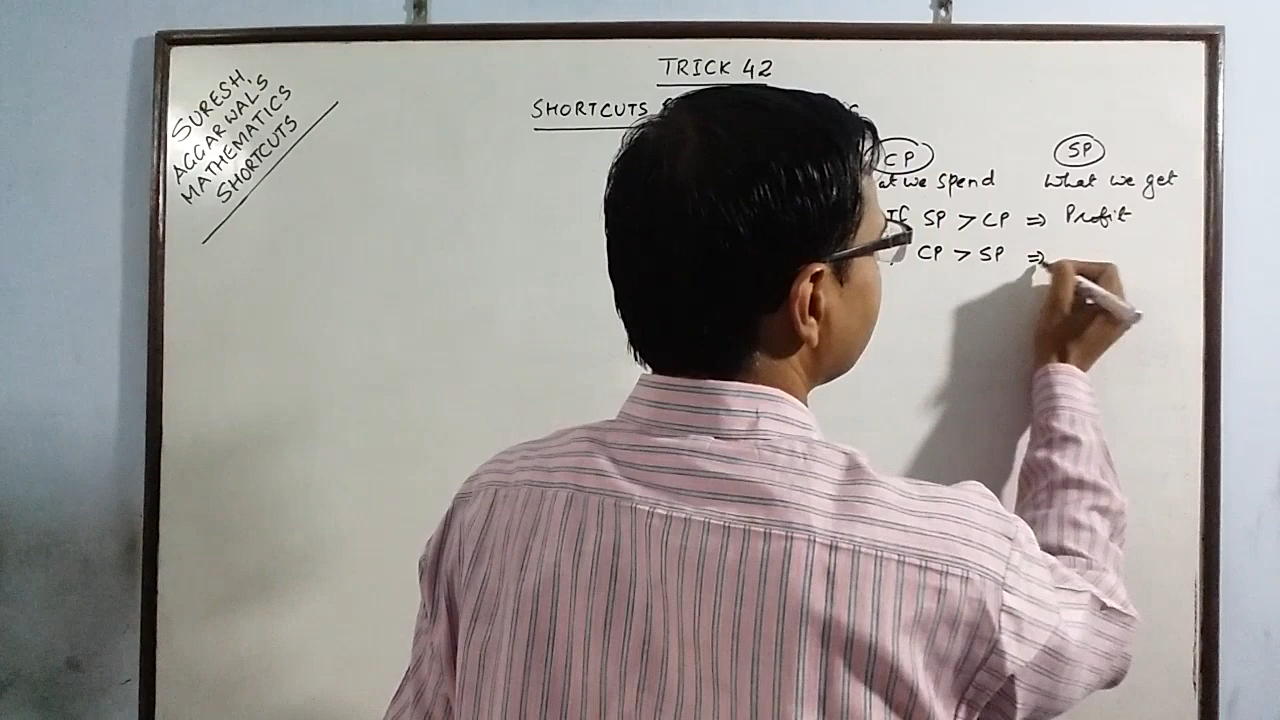 SURESH
AGGARWAL'S
MATHEMATICS
SHORTCUTS
TRICK 42
SHORTCUTS
CP SP
we spend What we get
If SP > CP ⇒ Profit
CP > SP ⇒